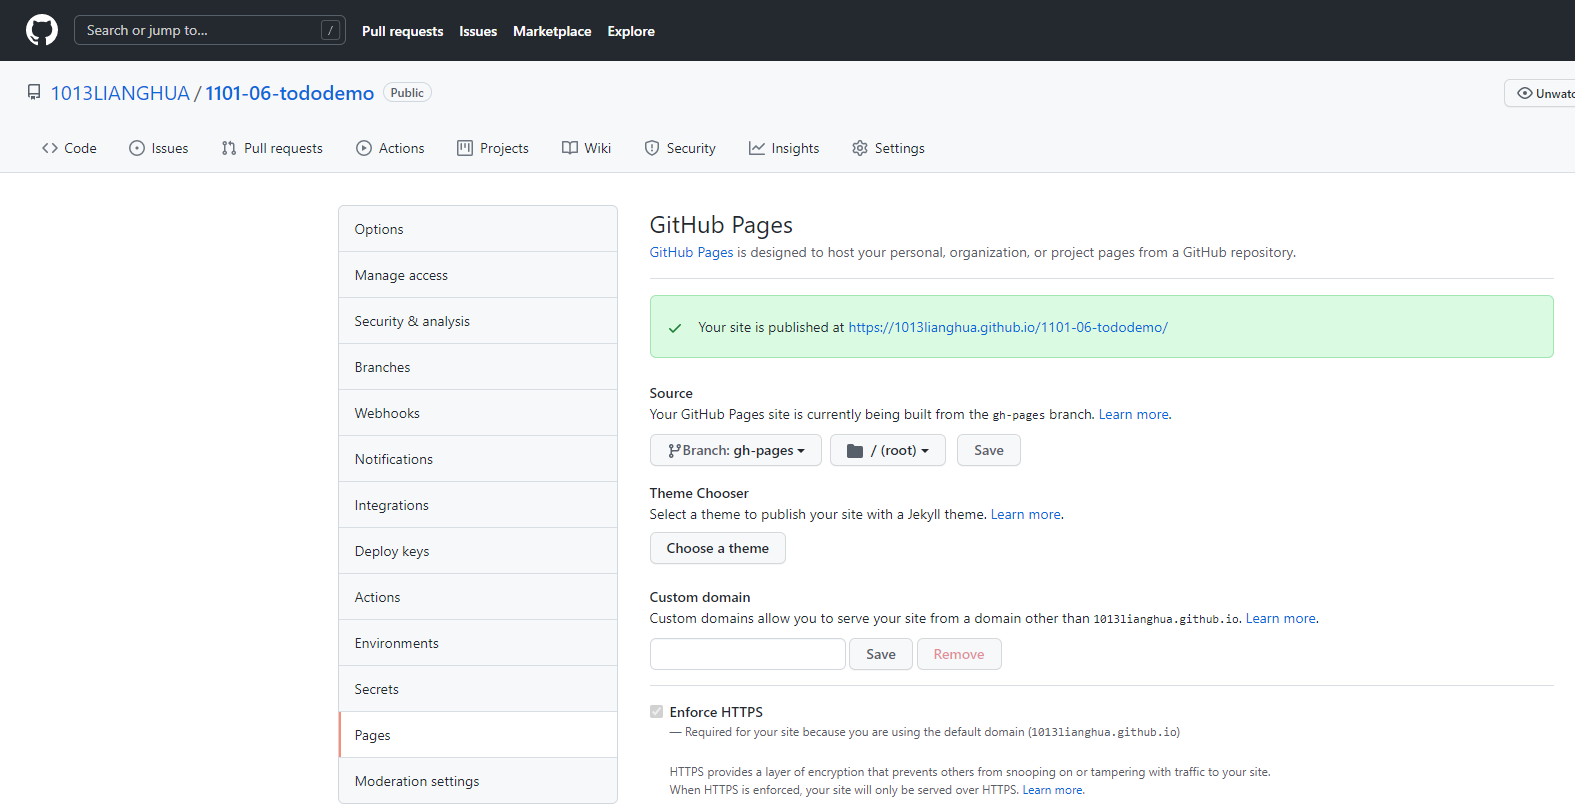 Search or jump to... /
Pull requests Issues Marketplace Explore
1013LIANGHUA / 1101-06-tododemo Public
Unwatc
Code Issues Pull requests Actions Projects Wiki Security Insights Settings
Options
Manage access
Security & analysis
Branches
Webhooks
Notifications
Integrations
Deploy keys
Actions
Environments
Secrets
Pages
Moderation settings
GitHub Pages
GitHub Pages is designed to host your personal, organization, or project pages from a GitHub repository.
Your site is published at https://1013lianghua.github.io/1101-06-tododemo/
Source
Your GitHub Pages site is currently being built from the gh-pages branch. Learn more.
Branch: gh-pages / (root) Save
Theme Chooser
Select a theme to publish your site with a Jekyll theme. Learn more.
Choose a theme
Custom domain
Custom domains allow you to serve your site from a domain other than 1013lianghua.github.io. Learn more.
Save Remove
Enforce HTTPS
— Required for your site because you are using the default domain (1013lianghua.github.io)
HTTPS provides a layer of encryption that prevents others from snooping on or tampering with traffic to your site.
When HTTPS is enforced, your site will only be served over HTTPS. Learn more.